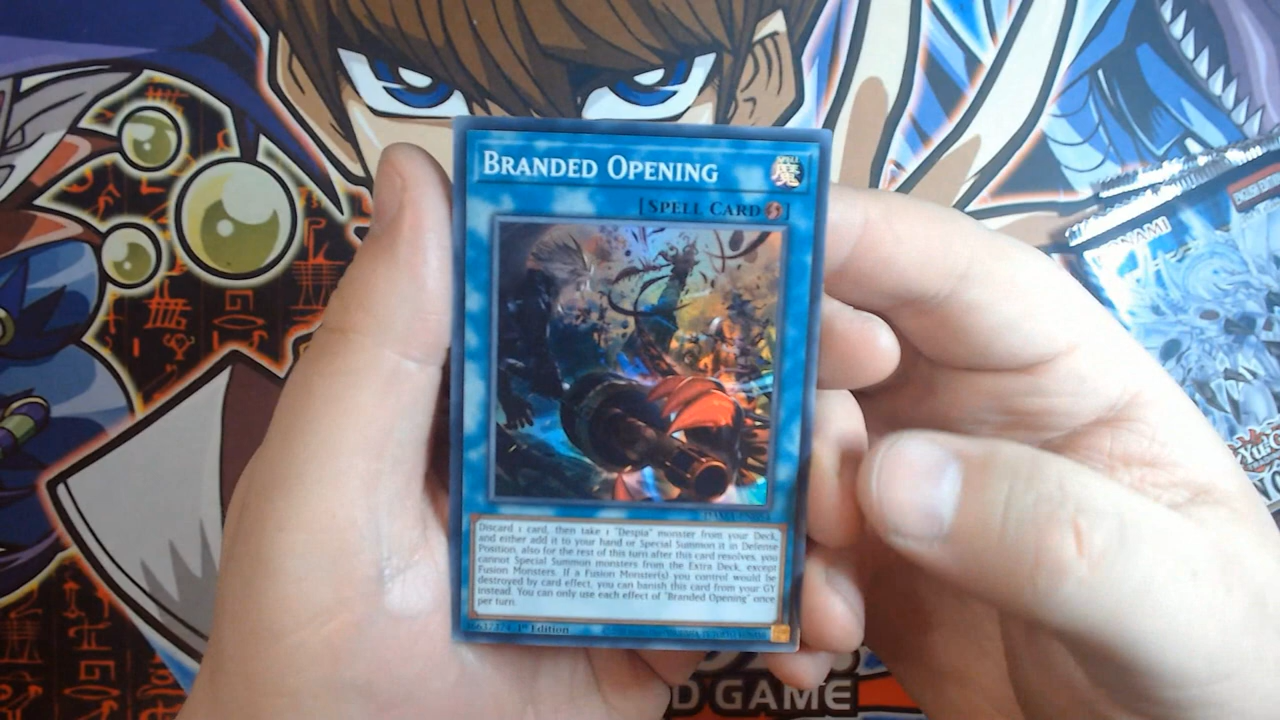 BRANDED OPENING
[SPELL CARD]
KONAMI
Discard 1 card, then take 1 "Despia" monster from your Deck,
and either add it to your hand or Special Summon it in Defense
Position, also for the rest of this turn after this card resolves, you
cannot Special Summon monsters from the Extra Deck, except
Fusion Monsters. If a Fusion Monster(s) you control would be
destroyed by card effect, you can banish this card from your GY
instead. You can only use each effect of "Branded Opening" once
per turn.
1st Edition
D GAME